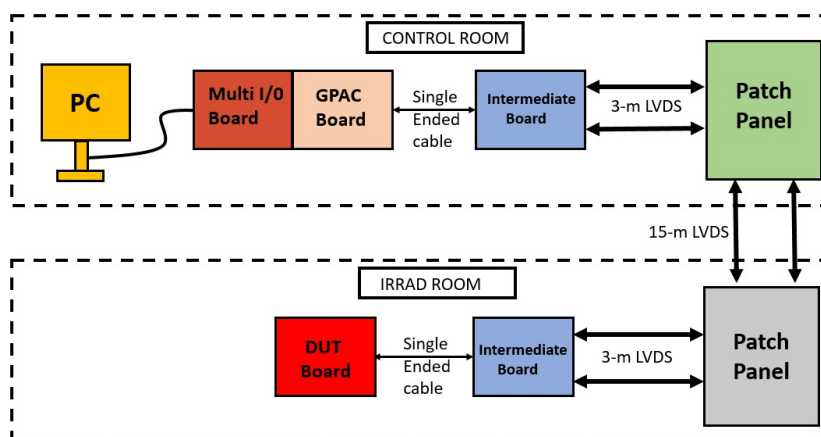 CONTROL ROOM
PC
Multi I/0
Board
GPAC
Board
Single
Ended
cable
Intermediate
Board
3-m LVDS
Patch
Panel
15-m LVDS
IRRAD ROOM
DUT
Board
Single
Ended
cable
Intermediate
Board
3-m LVDS
Patch
Panel